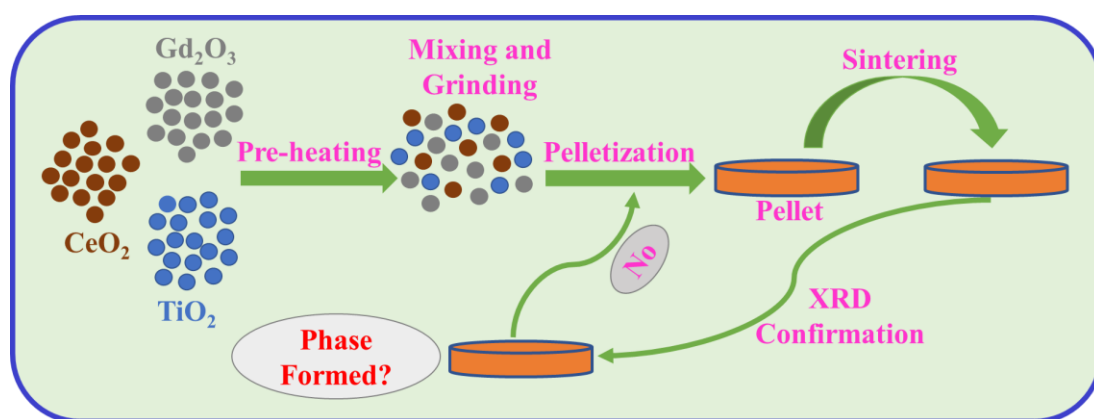 Gd₂O₃
CeO₂
TiO₂
Pre-heating
Mixing and
Grinding
Pelletization
Pellet
Sintering
XRD
Confirmation
Phase
Formed?
No